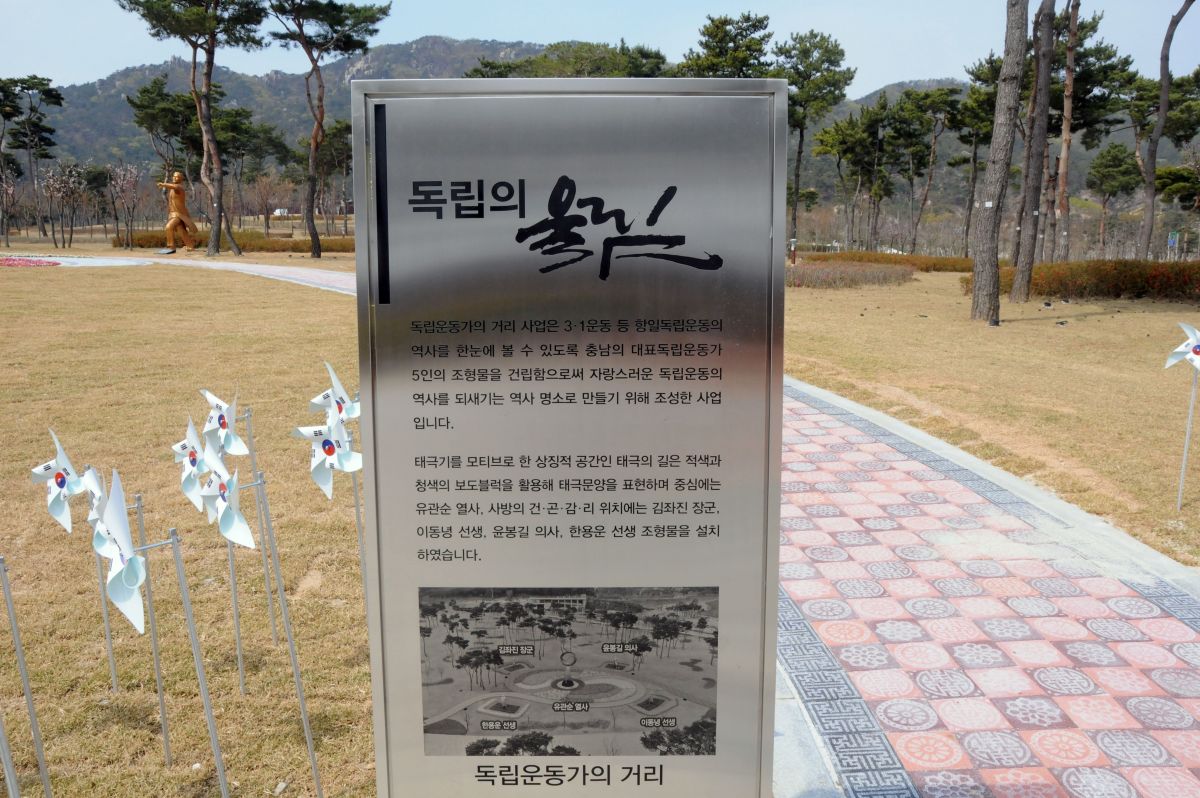 독립의 울림
독립운동가의 거리 사업은 3·1운동 등 항일독립운동의
역사를 한눈에 볼 수 있도록 충남의 대표독립운동가
5인의 조형물을 건립함으로써 자랑스러운 독립운동의
역사를 되새기는 역사 명소로 만들기 위해 조성한 사업
입니다.
태극기를 모티브로 한 상징적 공간인 태극의 길은 적색과
청색의 보도블럭을 활용해 태극문양을 표현하며 중심에는
유관순 열사, 사방의 건·곤·감·리 위치에는 김좌진 장군,
이동녕 선생, 윤봉길 의사, 한용운 선생 조형물을 설치
하였습니다.
김좌진 장군
윤봉길 의사
유관순 열사
한용운 선생
이동녕 선생
독립운동가의 거리